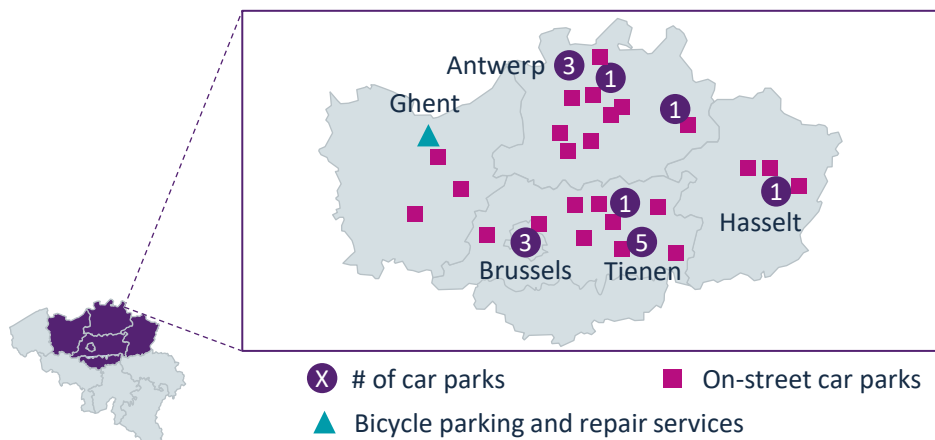 Antwerp 3
1
Ghent
1
1
1
Hasselt
3
5
Brussels
Tienen
X # of car parks
On-street car parks
Bicycle parking and repair services